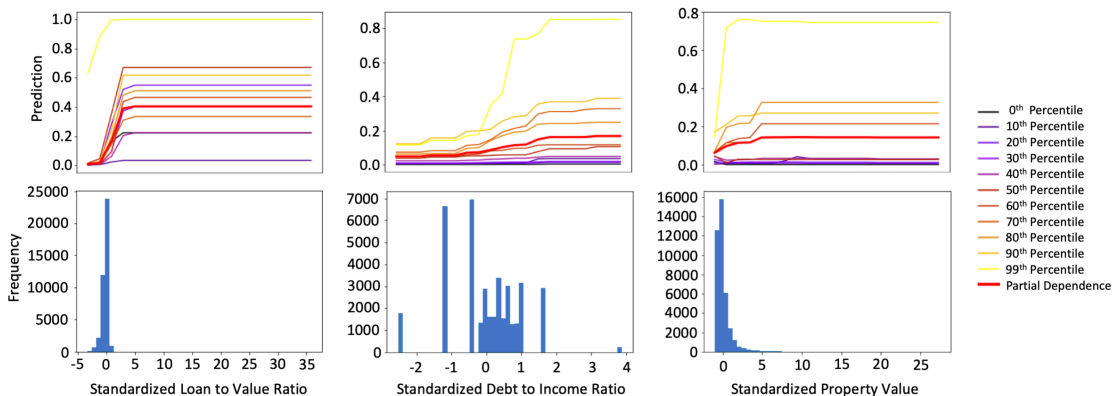 1.0
0.8
0.6
0.4
0.2
0.0
Prediction
0.8
0.6
0.4
0.2
0.0
0.8
0.6
0.4
0.2
0.0
25000
20000
15000
10000
5000
0
Frequency
-5 0 5 10 15 20 25 30 35
Standardized Loan to Value Ratio
7000
6000
5000
4000
3000
2000
1000
0
-2 -1 0 1 2 3 4
Standardized Debt to Income Ratio
16000
14000
12000
10000
8000
6000
4000
2000
0
0 5 10 15 20 25
Standardized Property Value
0th Percentile
10th Percentile
20th Percentile
30th Percentile
40th Percentile
50th Percentile
60th Percentile
70th Percentile
80th Percentile
90th Percentile
99th Percentile
Partial Dependence